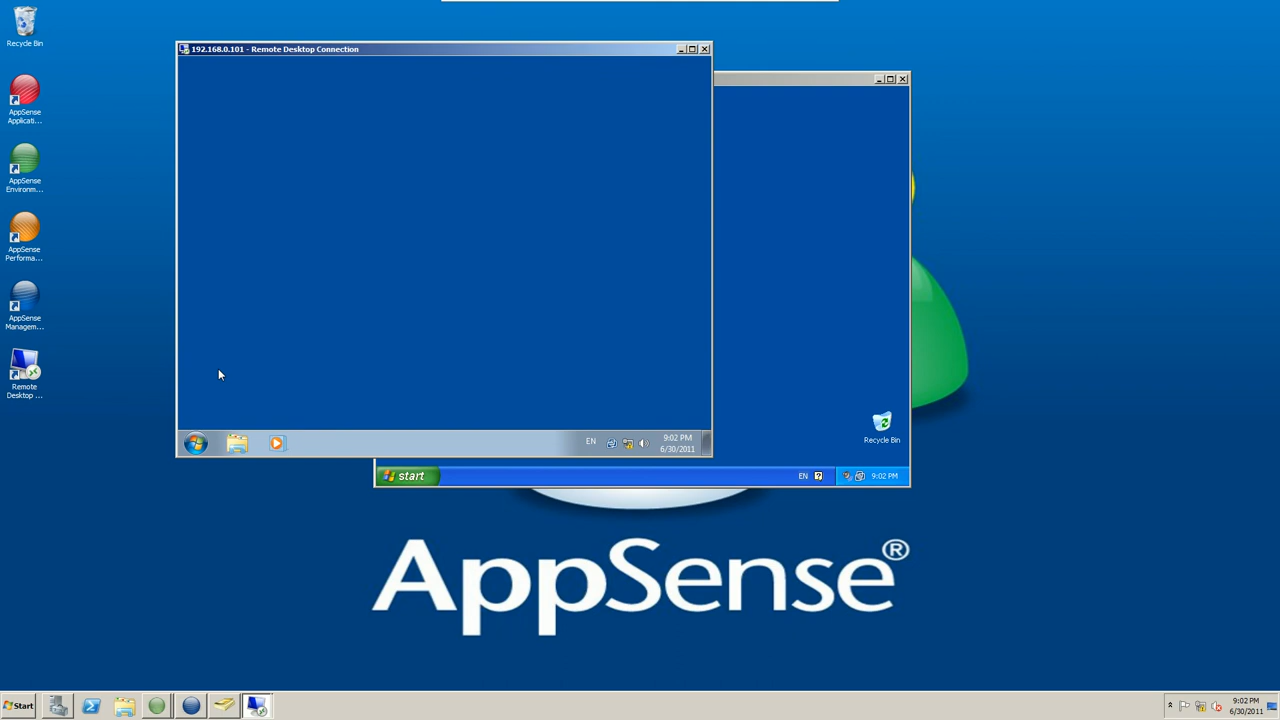 Recycle Bin
AppSense
Applicati...
AppSense
Environm...
AppSense
Performa...
AppSense
Managem...
Remote
Desktop ...
192.168.0.101 - Remote Desktop Connection
EN
9:02 PM
6/30/2011
Recycle Bin
start
EN
?
9:02 PM
AppSense®
Start
9:02 PM
6/30/2011